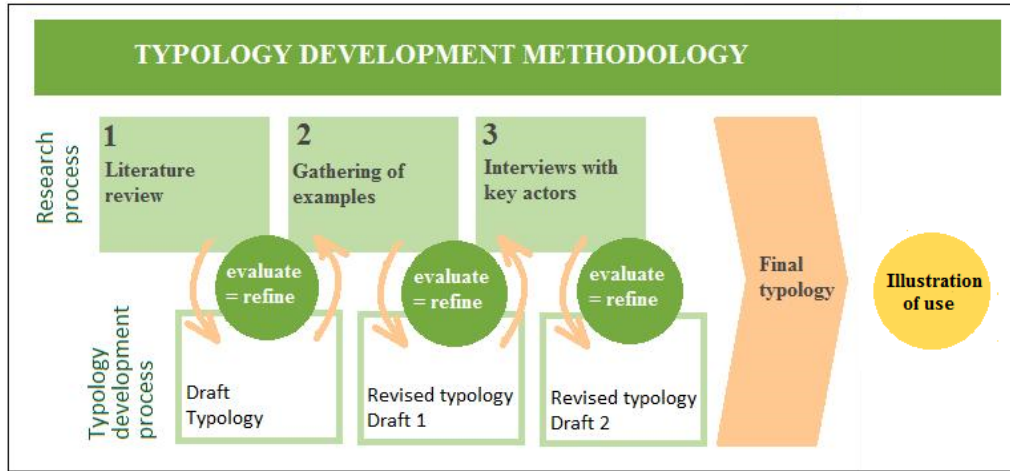 TYPOLOGY DEVELOPMENT METHODOLOGY
Research
process
1
Literature
review
2
Gathering of
examples
3
Interviews with
key actors
evaluate
= refine
evaluate
= refine
evaluate
= refine
Final
typology
Illustration
of use
Typology
development
process
Draft
Typology
Revised typology
Draft 1
Revised typology
Draft 2